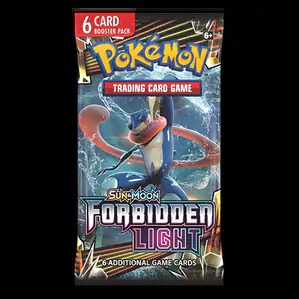 6 CARD
BOOSTER PACK
POKéMON
TRADING CARD GAME
6+
SUN & MOON
FORBIDDEN
LIGHT
6 ADDITIONAL GAME CARDS